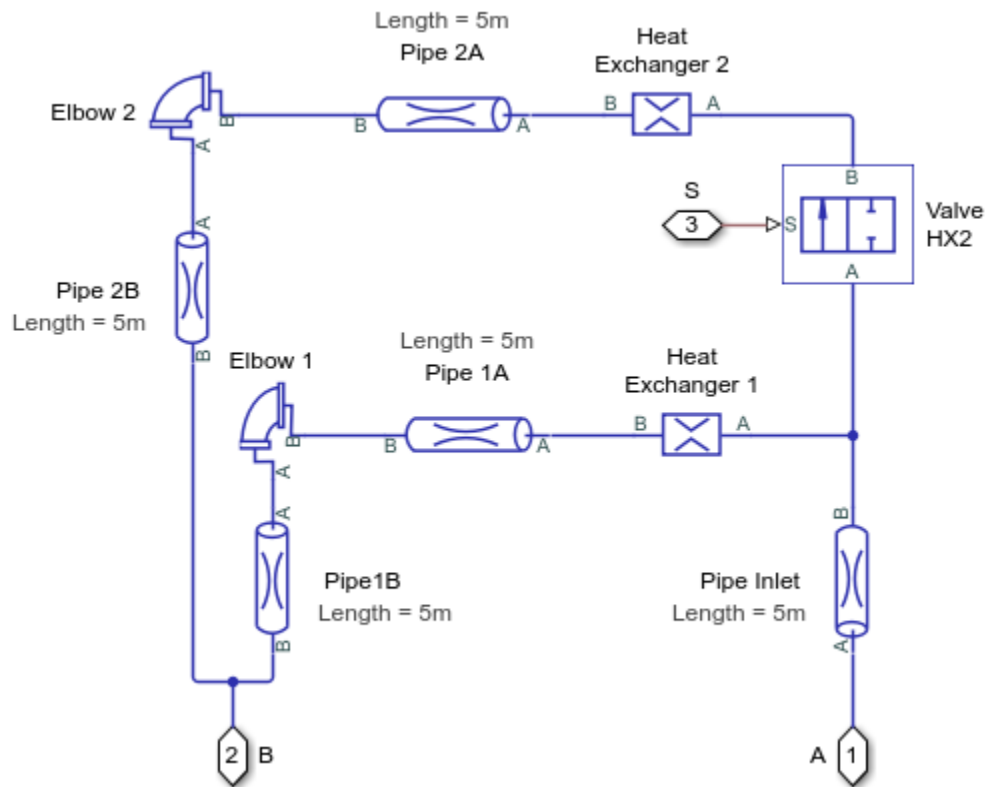 Length = 5m
Pipe 2A
Heat
Exchanger 2
Elbow 2
B
B
A
B
A
A
B
S
3
S
Valve
HX2
A
A
Pipe 2B
Length = 5m
B
Elbow 1
Length = 5m
Pipe 1A
Heat
Exchanger 1
B
B
A
B
A
A
A
B
Pipe1B
Length = 5m
Pipe Inlet
Length = 5m
B
A
2
B
A
1